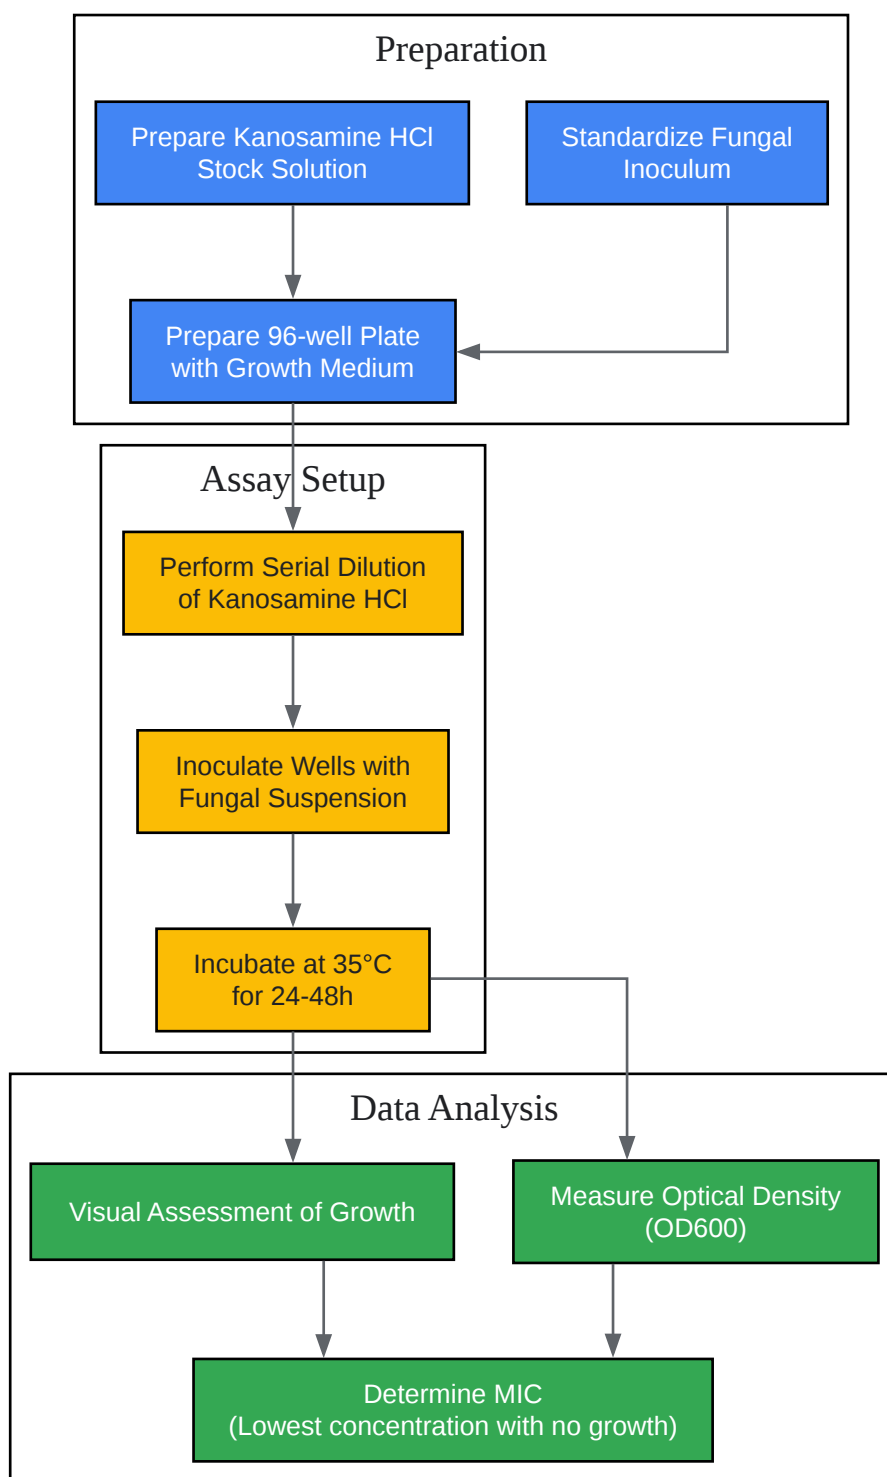 Preparation
Prepare Kanosamine HCl
Stock Solution
Standardize Fungal
Inoculum
Prepare 96-well Plate
with Growth Medium
Assay Setup
Perform Serial Dilution
of Kanosamine HCl
Inoculate Wells with
Fungal Suspension
Incubate at 35°C
for 24-48h
Data Analysis
Visual Assessment of Growth
Measure Optical Density
(OD600)
Determine MIC
(Lowest concentration with no growth)